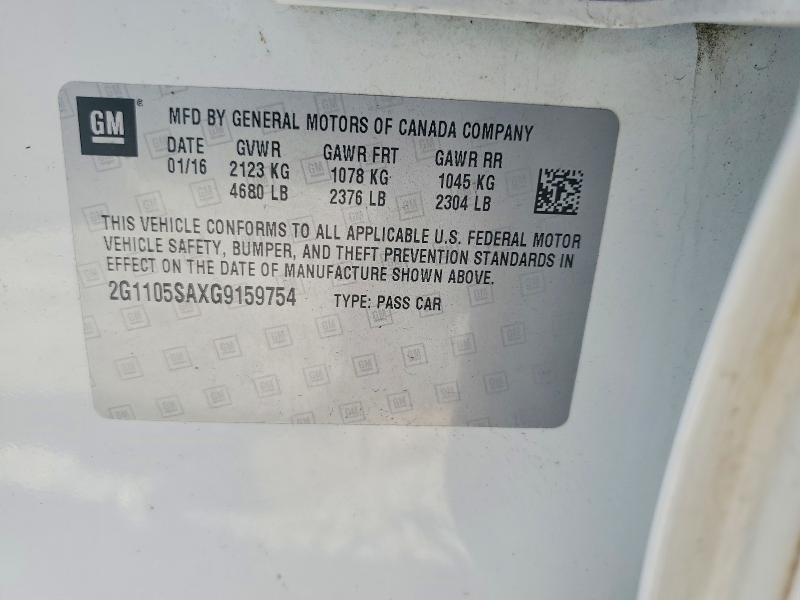 GM ®
MFD BY GENERAL MOTORS OF CANADA COMPANY
DATE GVWR GAWR FRT GAWR RR
01/16 2123 KG 1078 KG 1045 KG
4680 LB 2376 LB 2304 LB
THIS VEHICLE CONFORMS TO ALL APPLICABLE U.S. FEDERAL MOTOR
VEHICLE SAFETY, BUMPER, AND THEFT PREVENTION STANDARDS IN
EFFECT ON THE DATE OF MANUFACTURE SHOWN ABOVE.
2G1105SAXG9159754 TYPE: PASS CAR